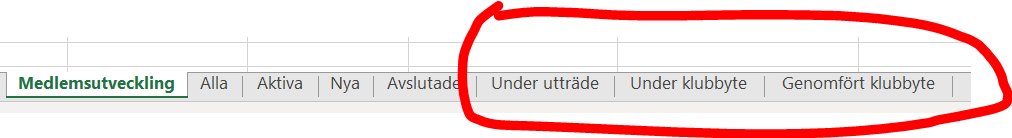 Medlemsutveckling Alla Aktiva Nya Avslutade Under utträde Under klubbyte Genomfört klubbyte